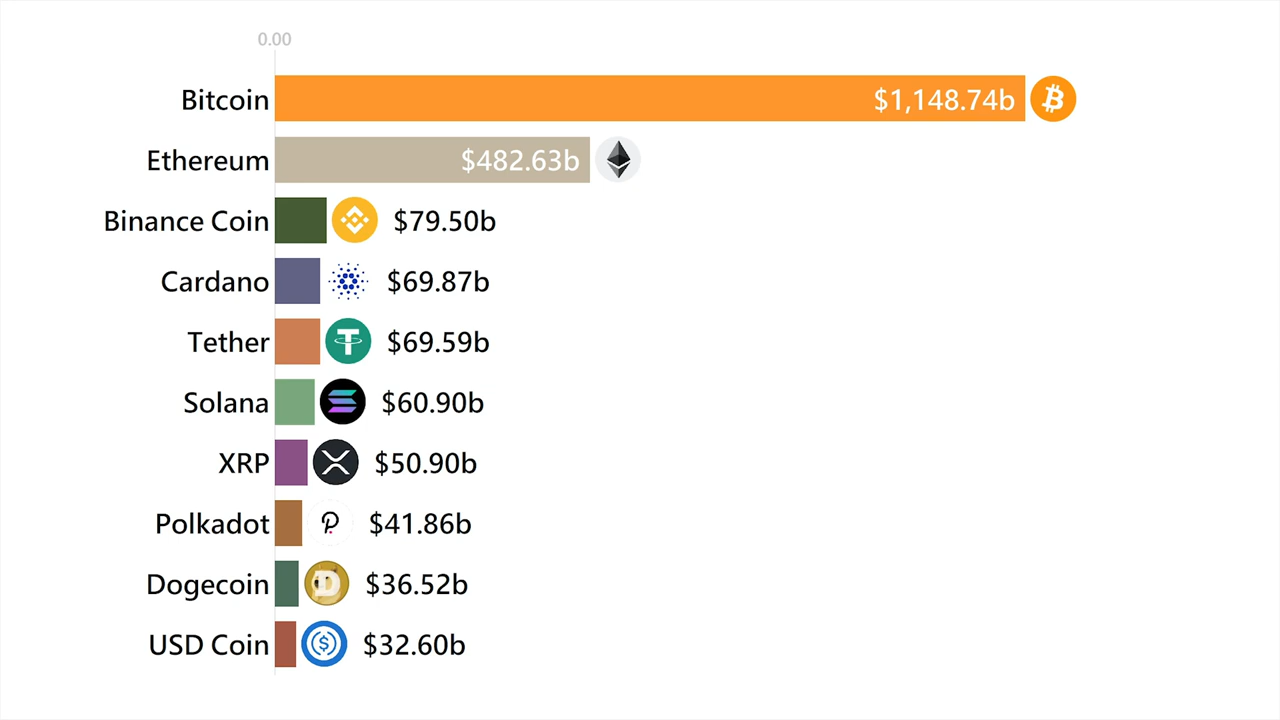 0.00
Bitcoin $1,148.74b
Ethereum $482.63b
Binance Coin $79.50b
Cardano $69.87b
Tether $69.59b
Solana $60.90b
XRP $50.90b
Polkadot $41.86b
Dogecoin $36.52b
USD Coin $32.60b